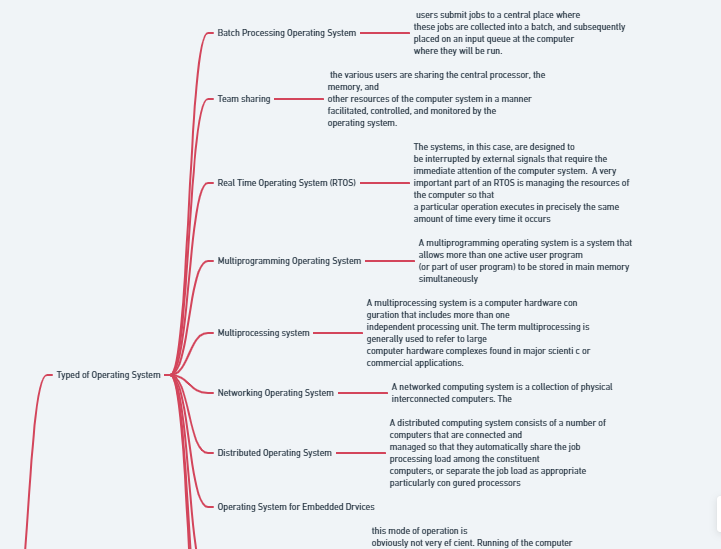 users submit jobs to a central place where
these jobs are collected into a batch, and subsequently
placed on an input queue at the computer
where they will be run.
Batch Processing Operating System
the various users are sharing the central processor, the
memory, and
other resources of the computer system in a manner
facilitated, controlled, and monitored by the
operating system.
Team sharing
The systems, in this case, are designed to
be interrupted by external signals that require the
immediate attention of the computer system. A very
important part of an RTOS is managing the resources of
the computer so that
a particular operation executes in precisely the same
amount of time every time it occurs
Real Time Operating System (RTOS)
A multiprogramming operating system is a system that
allows more than one active user program
(or part of user program) to be stored in main memory
simultaneously
Multiprogramming Operating System
A multiprocessing system is a computer hardware con
guration that includes more than one
independent processing unit. The term multiprocessing is
generally used to refer to large
computer hardware complexes found in major scienti c or
commercial applications.
Multiprocessing system
Typed of Operating System
A networked computing system is a collection of physical
interconnected computers. The
Networking Operating System
A distributed computing system consists of a number of
computers that are connected and
managed so that they automatically share the job
processing load among the constituent
computers, or separate the job load as appropriate
particularly con gured processors
Distributed Operating System
Operating System for Embedded Drvices
this mode of operation is
obviously not very ef cient. Running of the computer